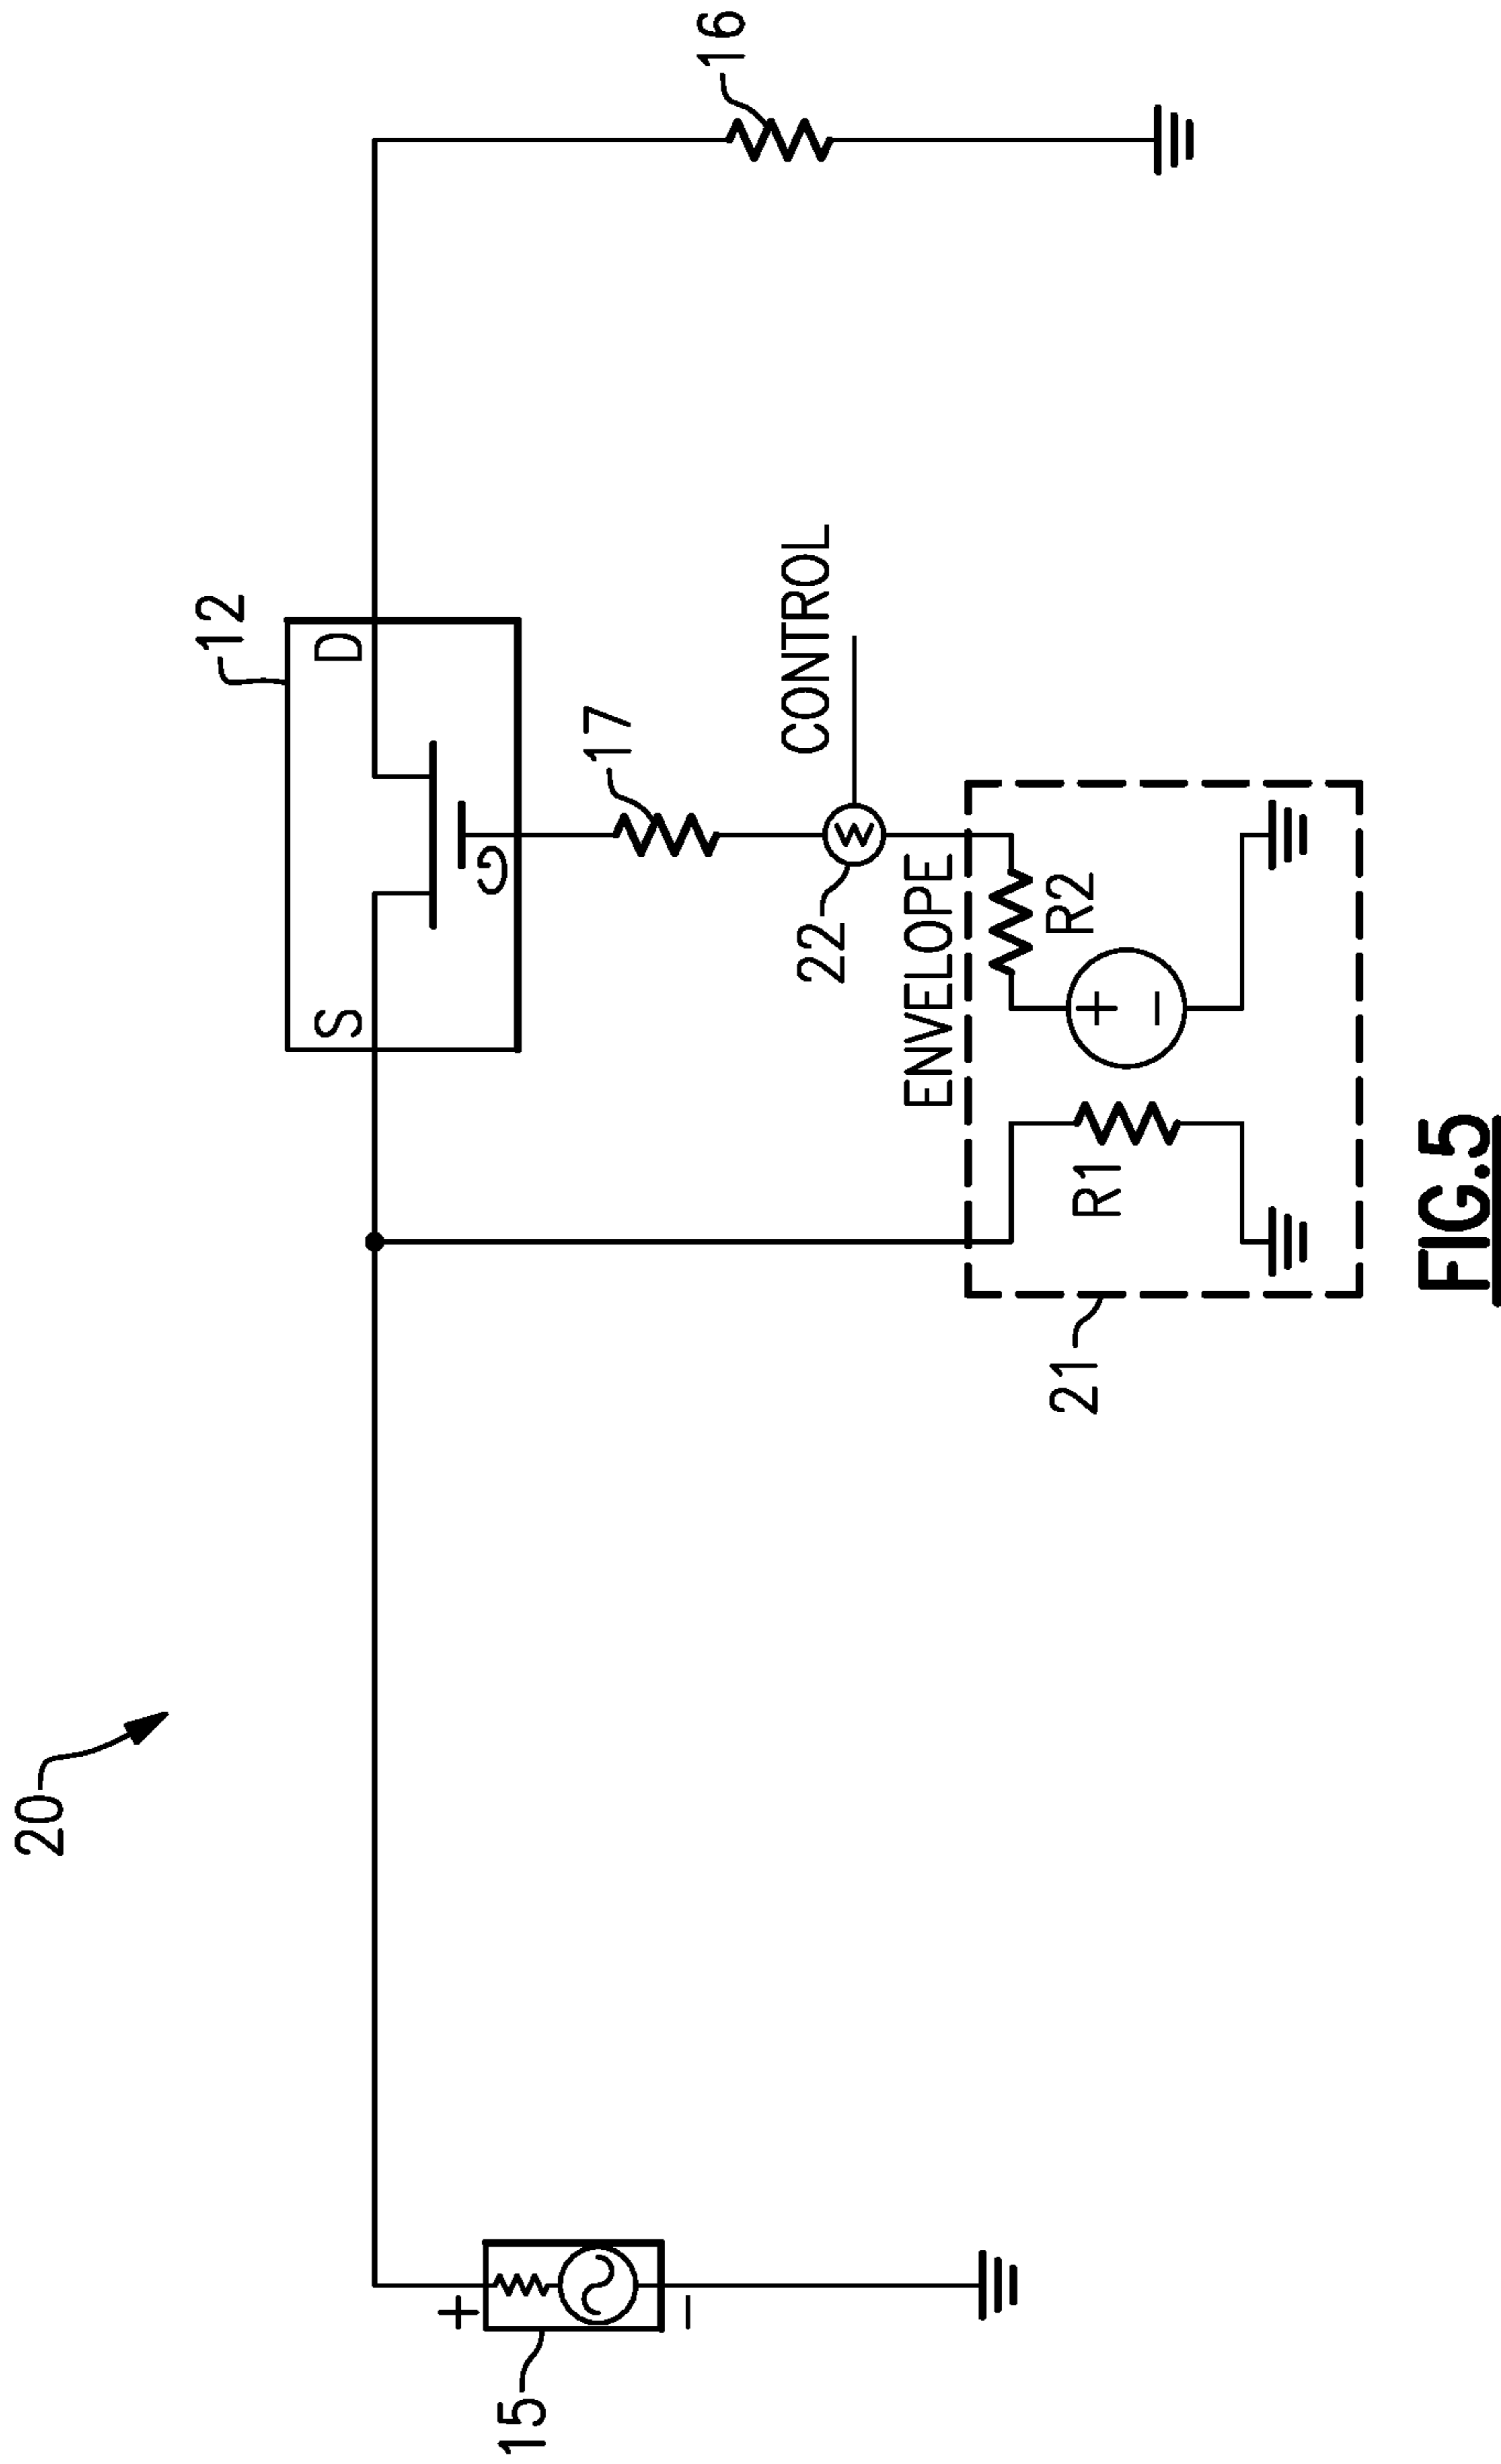 20
12
S
D
G
16
17
CONTROL
22
ENVELOPE
R2
+
−
R1
21
+
−
15
FIG.5